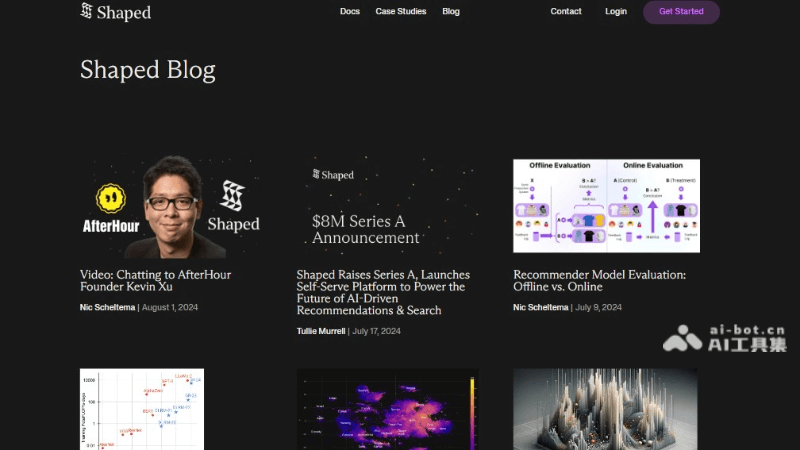 Shaped
Docs Case Studies Blog Contact Login Get Started
Shaped Blog
AfterHour
Shaped
Shaped
$8M Series A
Announcement
Offline Evaluation Online Evaluation
A (Control) B (Treatment)
Video: Chatting to AfterHour
Founder Kevin Xu
Nic Scheltema | August 1, 2024
Shaped Raises Series A, Launches
Self-Serve Platform to Power the
Future of AI-Driven
Recommendations & Search
Tullie Murrell | July 17, 2024
Recommender Model Evaluation:
Offline vs. Online
Nic Scheltema | July 9, 2024
ai-bot.cn
AI工具集